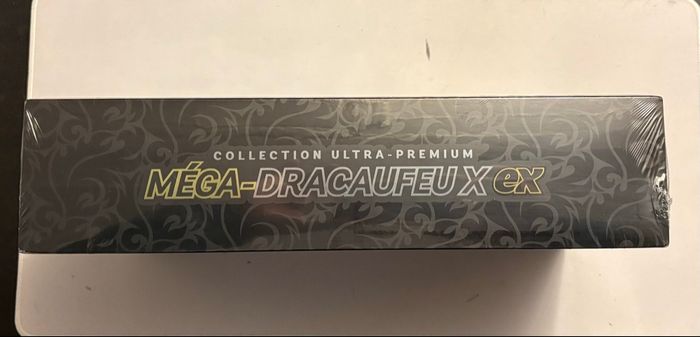 COLLECTION ULTRA-PREMIUM
MÉGA-DRACAUFEU X ex